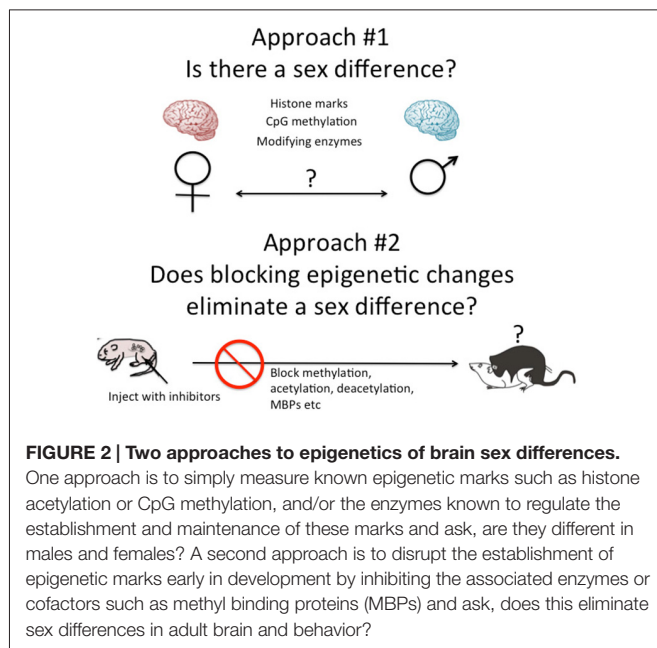 Approach #1
Is there a sex difference?
Histone marks
CpG methylation
Modifying enzymes
?
Approach #2
Does blocking epigenetic changes
eliminate a sex difference?
?
Inject with inhibitors
Block methylation,
acetylation, deacetylation,
MBPs etc
FIGURE 2 | Two approaches to epigenetics of brain sex differences.
One approach is to simply measure known epigenetic marks such as histone
acetylation or CpG methylation, and/or the enzymes known to regulate the
establishment and maintenance of these marks and ask, are they different in
males and females? A second approach is to disrupt the establishment of
epigenetic marks early in development by inhibiting the associated enzymes or
cofactors such as methyl binding proteins (MBPs) and ask, does this eliminate
sex differences in adult brain and behavior?